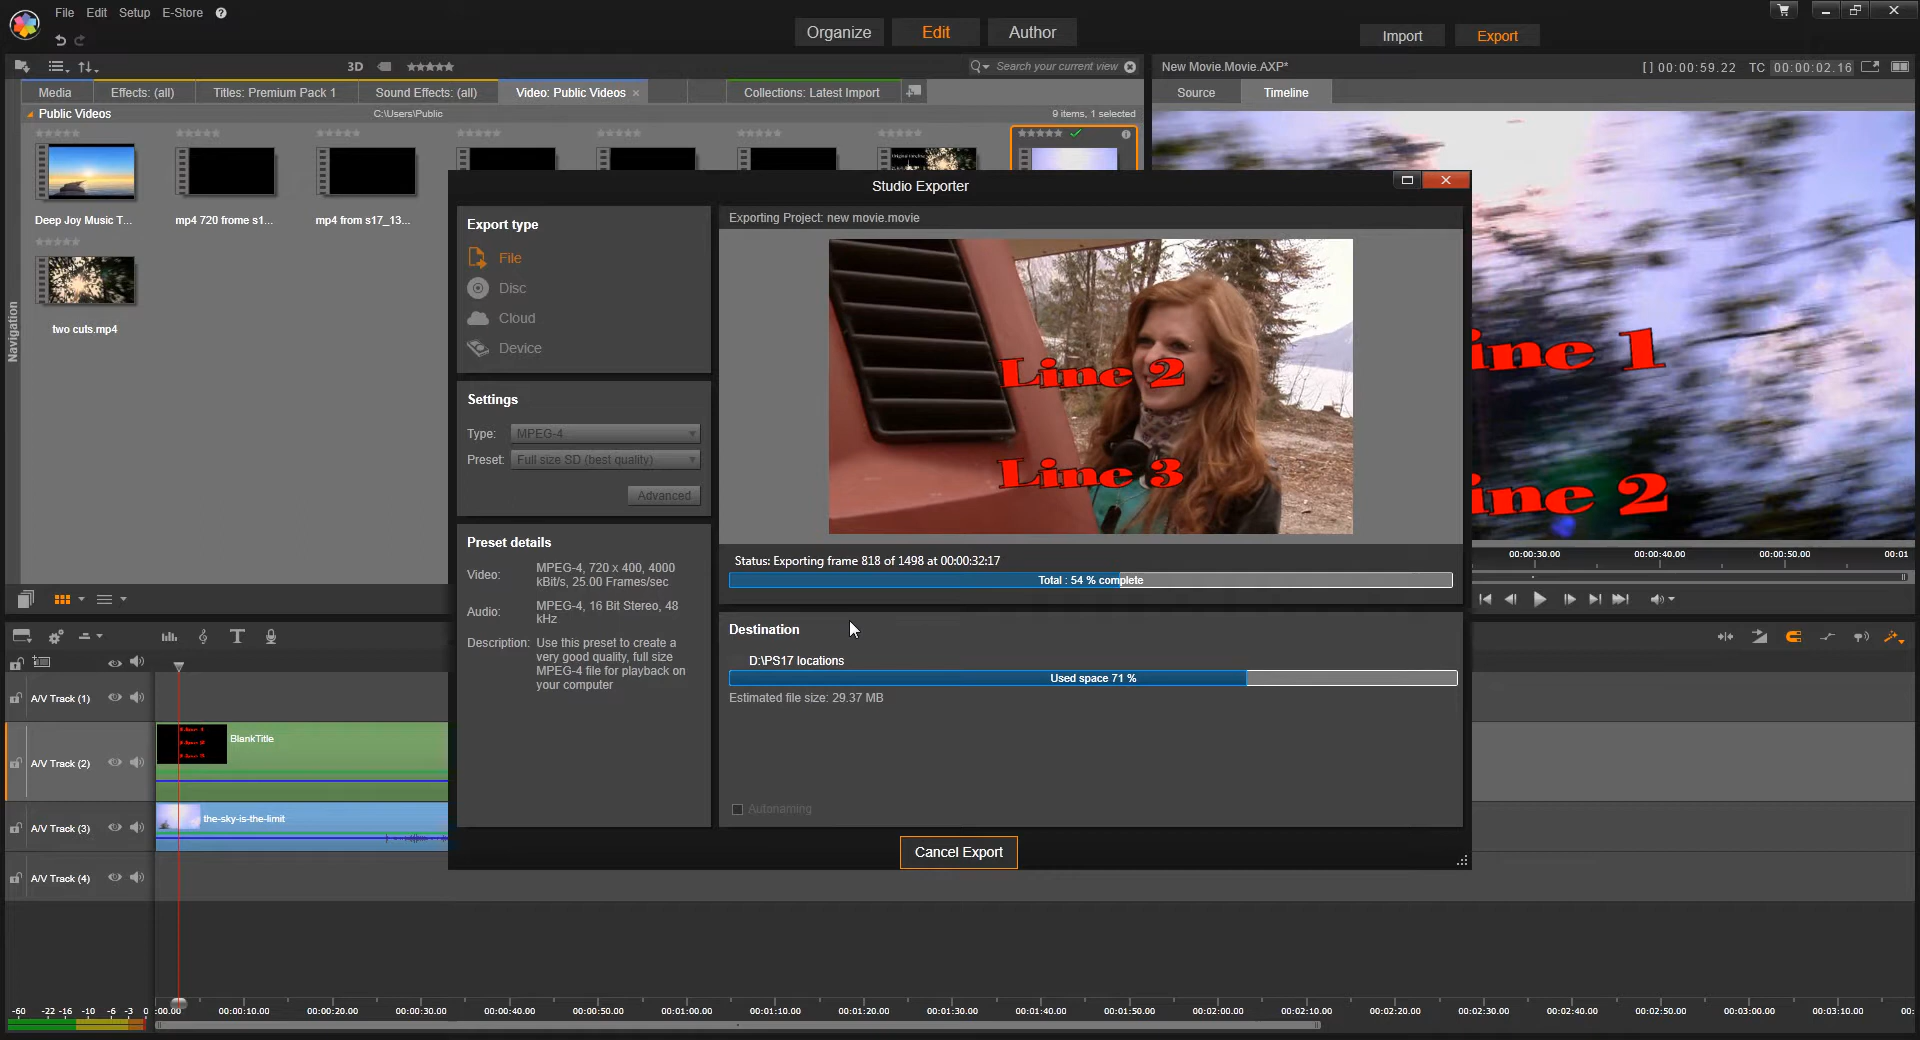 File Edit Setup E-Store ?
Organize Edit Author
Import Export
3D
Search your current view
New Movie.Movie.AXP*
[ ] 00:00:59.22 TC 00:00:02.16
Media
Effects: (all)
Titles: Premium Pack 1
Sound Effects: (all)
Video: Public Videos ×
Collections: Latest Import
Source
Timeline
Public Videos
C:\Users\Public
9 items, 1 selected
Deep Joy Music T...
mp4 720 frome s1...
mp4 from s17_13...
two cuts.mp4
Navigation
Studio Exporter
Export type
File
Disc
Cloud
Device
Settings
Type: MPEG-4
Preset: Full size SD (best quality)
Advanced
Preset details
Video: MPEG-4, 720 x 400, 4000
kBit/s, 25.00 Frames/sec
Audio: MPEG-4, 16 Bit Stereo, 48
kHz
Description: Use this preset to create a
very good quality, full size
MPEG-4 file for playback on
your computer
Exporting Project: new movie.movie
Line 2
Line 3
Status: Exporting frame 818 of 1498 at 00:00:32:17
Total : 54 % complete
Destination
D:\PS17 locations
Used space 71 %
Estimated file size: 29.37 MB
Autonaming
Cancel Export
ine 1
ine 2
00:00:30.00 00:00:40.00 00:00:50.00 00:01
A/V Track (1)
A/V Track (2)
BlankTitle
A/V Track (3)
the-sky-is-the-limit
A/V Track (4)
-60 -22 -16 -10 -6 -3 0
:00.00 00:00:10.00 00:00:20.00 00:00:30.00 00:00:40.00 00:00:50.00 00:01:00.00 00:01:10.00 00:01:20.00 00:01:30.00 00:01:40.00 00:01:50.00 00:02:00.00 00:02:10.00 00:02:20.00 00:02:30.00 00:02:40.00 00:02:50.00 00:03:00.00 00:03:10.00 00: